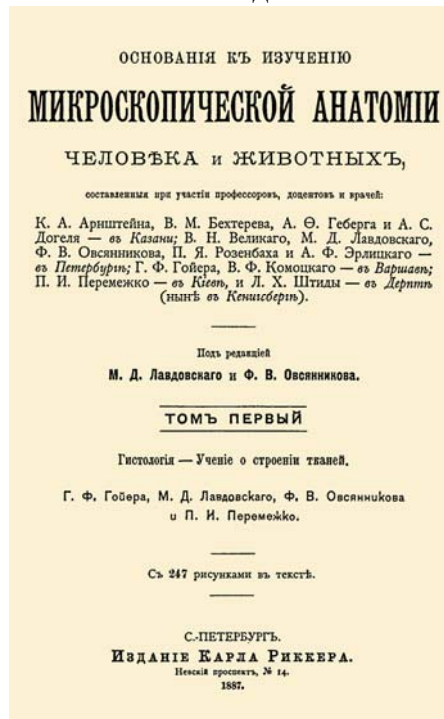 ОСНОВАНІЯ КЪ ИЗУЧЕНІЮ
МИКРОСКОПИЧЕСКОЙ АНАТОМІИ
ЧЕЛОВѢКА и ЖИВОТНЫХЪ,
составленныя при участіи профессоровъ, доцентовъ и врачей:
К. А. Арнштейна, В. М. Бехтерева, А. Ѳ. Геберга и А. С.
Догеля — въ Казани; В. Н. Великаго, М. Д. Лавдовскаго,
Ф. В. Овсянникова, П. Я. Розенбаха и А. Ф. Эрлицкаго —
въ Петербургѣ; Г. Ф. Гойера, В. Ф. Комоцкаго — въ Варшавѣ;
П. И. Перемежко — въ Кіевѣ, и Л. Х. Штиды — въ Дерптѣ
(нынѣ въ Кенигсбергѣ).
Подъ редакціей
М. Д. Лавдовскаго и Ф. В. Овсянникова.
ТОМЪ ПЕРВЫЙ
Гистологія — Ученіе о строеніи тканей.
Г. Ф. Гойера, М. Д. Лавдовскаго, Ф. В. Овсянникова
и П. И. Перемежко.
Съ 247 рисунками въ текстѣ.
С.-ПЕТЕРБУРГЪ.
Изданіе Карла Риккера.
Невскій проспектъ, № 14.
1887.